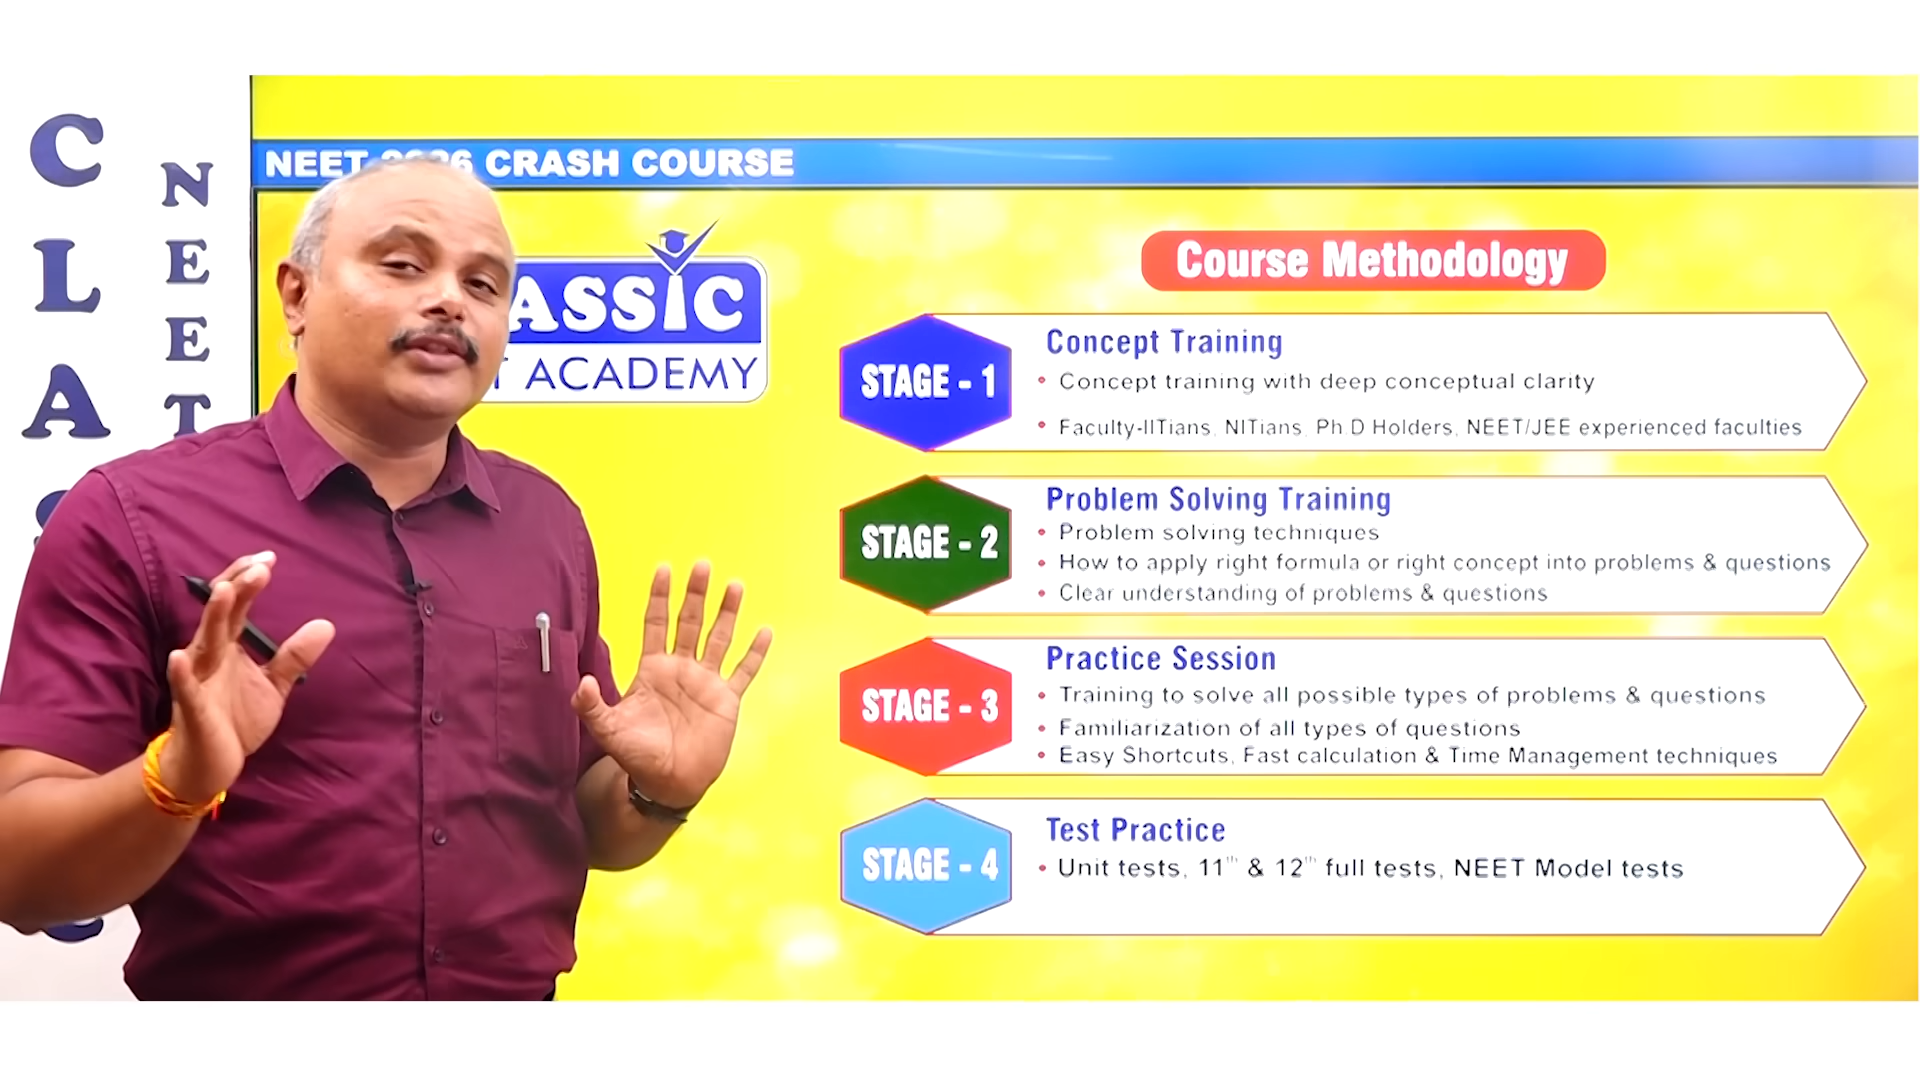 C
L
A
N
E
E
T
NEET 2026 CRASH COURSE
ASSIC
T ACADEMY
Course Methodology
STAGE - 1
Concept Training
• Concept training with deep conceptual clarity
• Faculty-IITians, NITians, Ph.D Holders, NEET/JEE experienced faculties
STAGE - 2
Problem Solving Training
• Problem solving techniques
• How to apply right formula or right concept into problems & questions
• Clear understanding of problems & questions
STAGE - 3
Practice Session
• Training to solve all possible types of problems & questions
• Familiarization of all types of questions
• Easy Shortcuts, Fast calculation & Time Management techniques
STAGE - 4
Test Practice
• Unit tests, 11th & 12th full tests, NEET Model tests